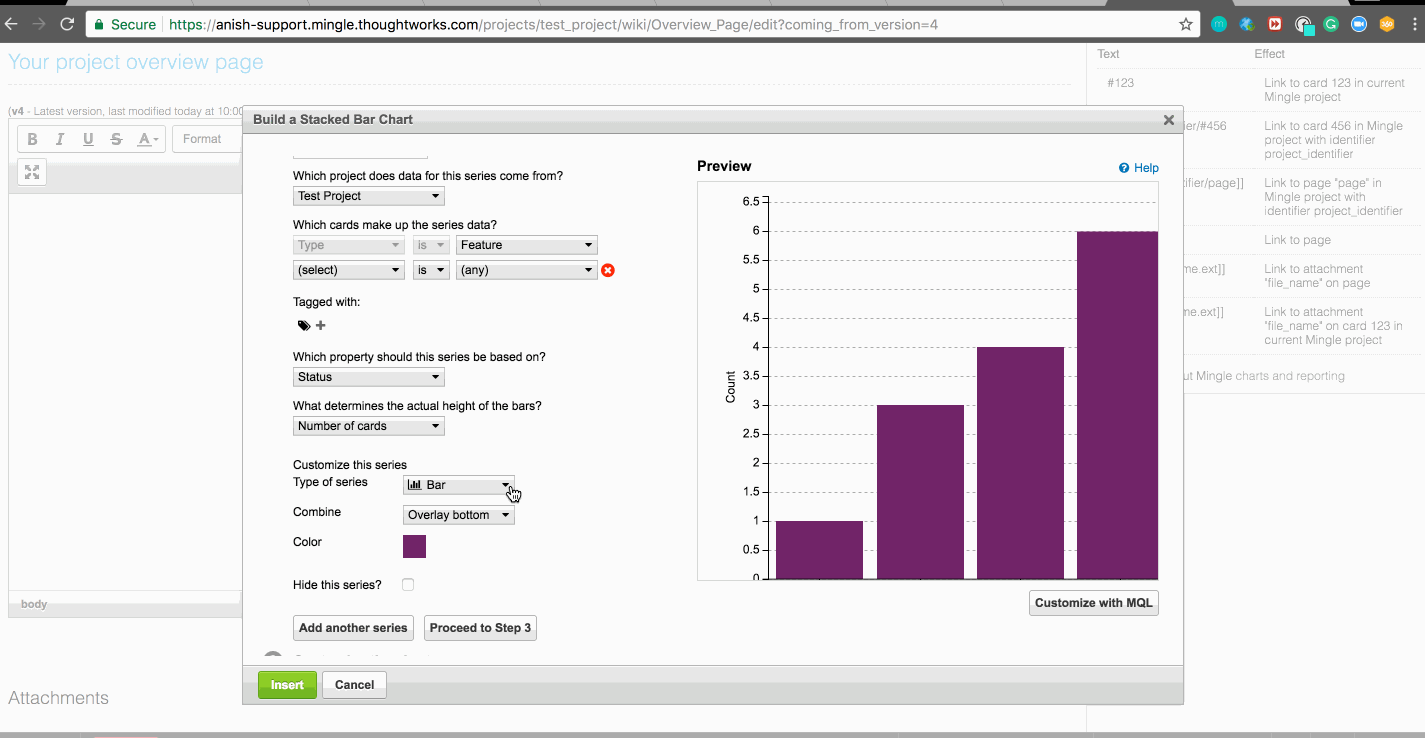 Secure
https://anish-support.mingle.thoughtworks.com/projects/test_project/wiki/Overview_Page/edit?coming_from_version=4
Your project overview page
(v4 - Latest version, last modified today at 10:00
B I U S A
Format
body
Attachments
Build a Stacked Bar Chart
Which project does data for this series come from?
Test Project
Which cards make up the series data?
Type is Feature
(select) is (any)
Tagged with:
Which property should this series be based on?
Status
What determines the actual height of the bars?
Number of cards
Customize this series
Type of series Bar
Combine Overlay bottom
Color
Hide this series?
Add another series Proceed to Step 3
Preview
Help
6.5
6
5.5
5
4.5
4
3.5
3
2.5
2
1.5
1
0.5
0
Count
Customize with MQL
Insert Cancel
Text Effect
#123 Link to card 123 in current
Mingle project
ier/#456 Link to card 456 in Mingle
project with identifier
project_identifier
tifier/page]] Link to page "page" in
Mingle project with
identifier project_identifier
Link to page
me.ext]] Link to attachment
"file_name" on page
me.ext]] Link to attachment
"file_name" on card 123 in
current Mingle project
ut Mingle charts and reporting